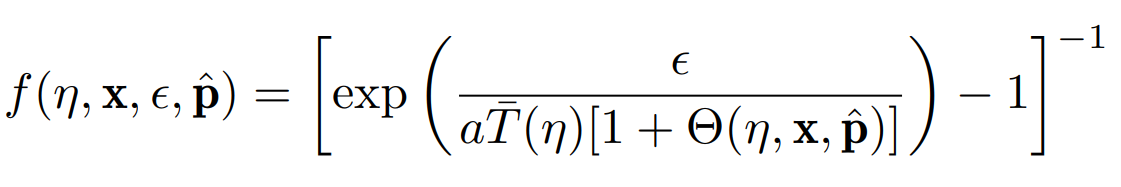 f(η, x, ϵ, p̂) = [exp(ϵ / aT̄(η)[1 + Θ(η, x, p̂)]) − 1]⁻¹